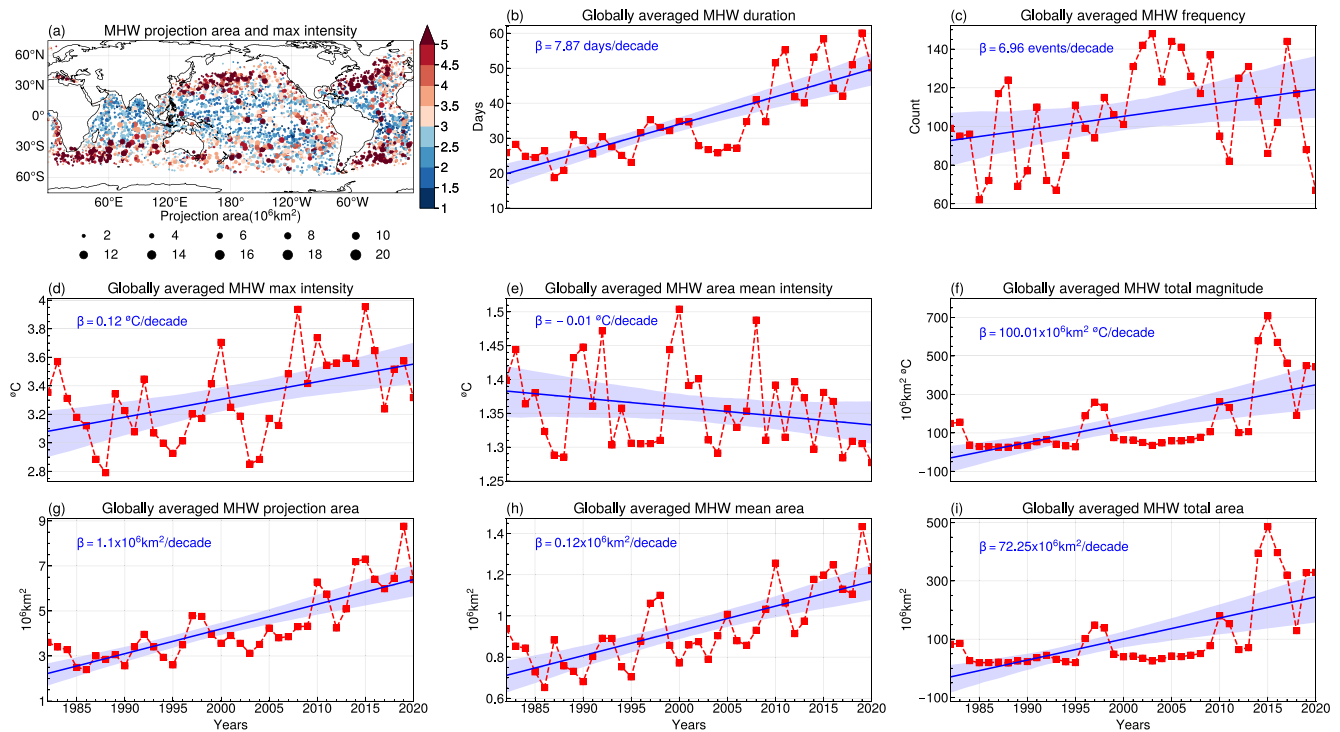 (a) MHW projection area and max intensity
60°N
30°N
0°
30°S
60°S
60°E 120°E 180° 120°W 60°W
5
4.5
4
3.5
3
2.5
2
1.5
1
Projection area(10⁶km²)
2 4 6 8 10
12 14 16 18 20
(b) Globally averaged MHW duration
β = 7.87 days/decade
Days
60
50
40
30
20
10
(c) Globally averaged MHW frequency
β = 6.96 events/decade
Count
140
120
100
80
60
(d) Globally averaged MHW max intensity
β = 0.12 ºC/decade
ºC
4
3.8
3.6
3.4
3.2
3
2.8
(e) Globally averaged MHW area mean intensity
β = − 0.01 ºC/decade
ºC
1.5
1.45
1.4
1.35
1.3
1.25
(f) Globally averaged MHW total magnitude
β = 100.01x10⁶km² ºC/decade
10⁶km² ºC
700
500
300
100
−100
(g) Globally averaged MHW projection area
β = 1.1x10⁶km²/decade
10⁶km²
9
7
5
3
1
1985 1990 1995 2000 2005 2010 2015 2020
Years
(h) Globally averaged MHW mean area
β = 0.12x10⁶km²/decade
10⁶km²
1.4
1.2
1
0.8
0.6
1985 1990 1995 2000 2005 2010 2015 2020
Years
(i) Globally averaged MHW total area
β = 72.25x10⁶km²/decade
10⁶km²
500
300
100
−100
1985 1990 1995 2000 2005 2010 2015 2020
Years